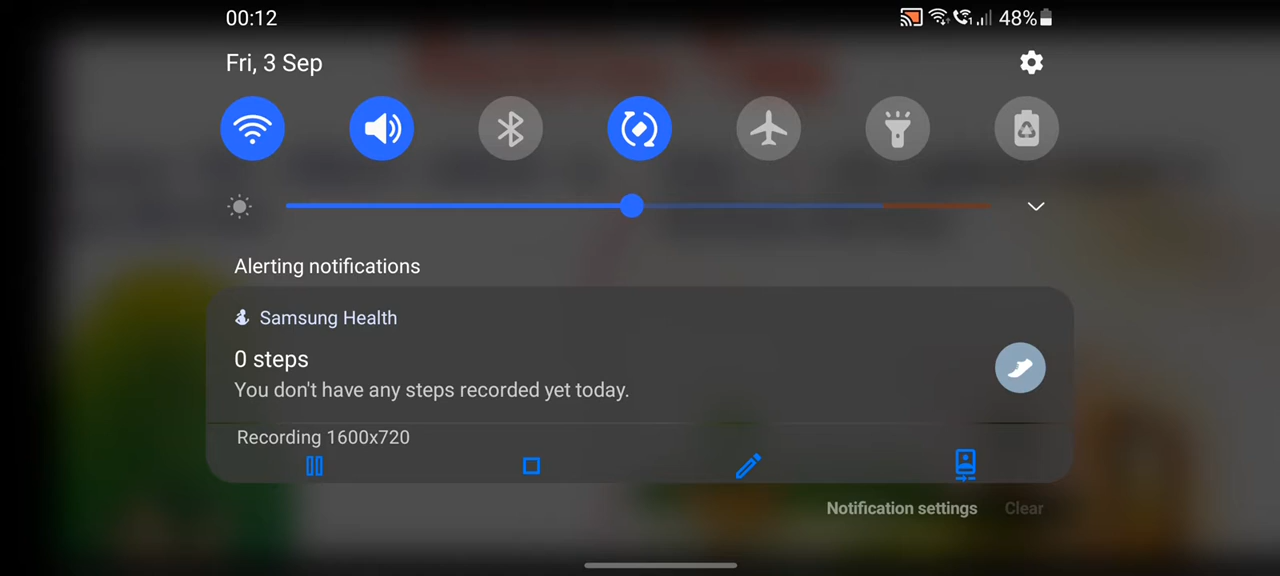 00:12
48%
Fri, 3 Sep
Alerting notifications
Samsung Health
0 steps
You don't have any steps recorded yet today.
Recording 1600x720
Notification settings
Clear